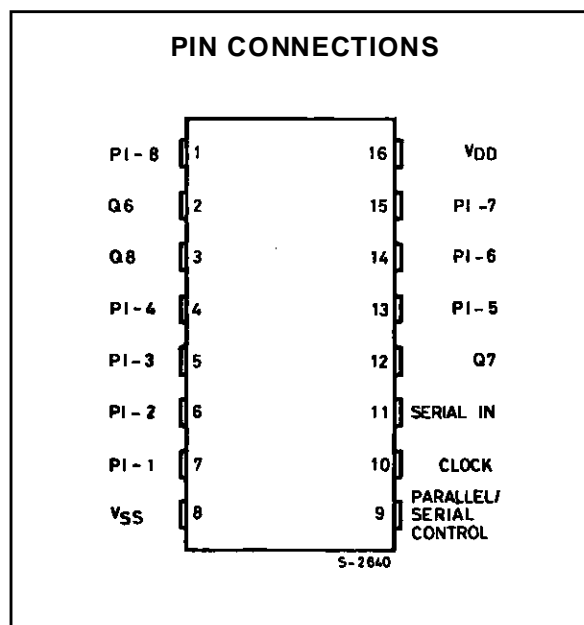 PIN CONNECTIONS
PI-8 1 16 VDD
Q6 2 15 PI-7
Q8 3 14 PI-6
PI-4 4 13 PI-5
PI-3 5 12 Q7
PI-2 6 11 SERIAL IN
PI-1 7 10 CLOCK
VSS 8 9 PARALLEL/
SERIAL
CONTROL
S-2640